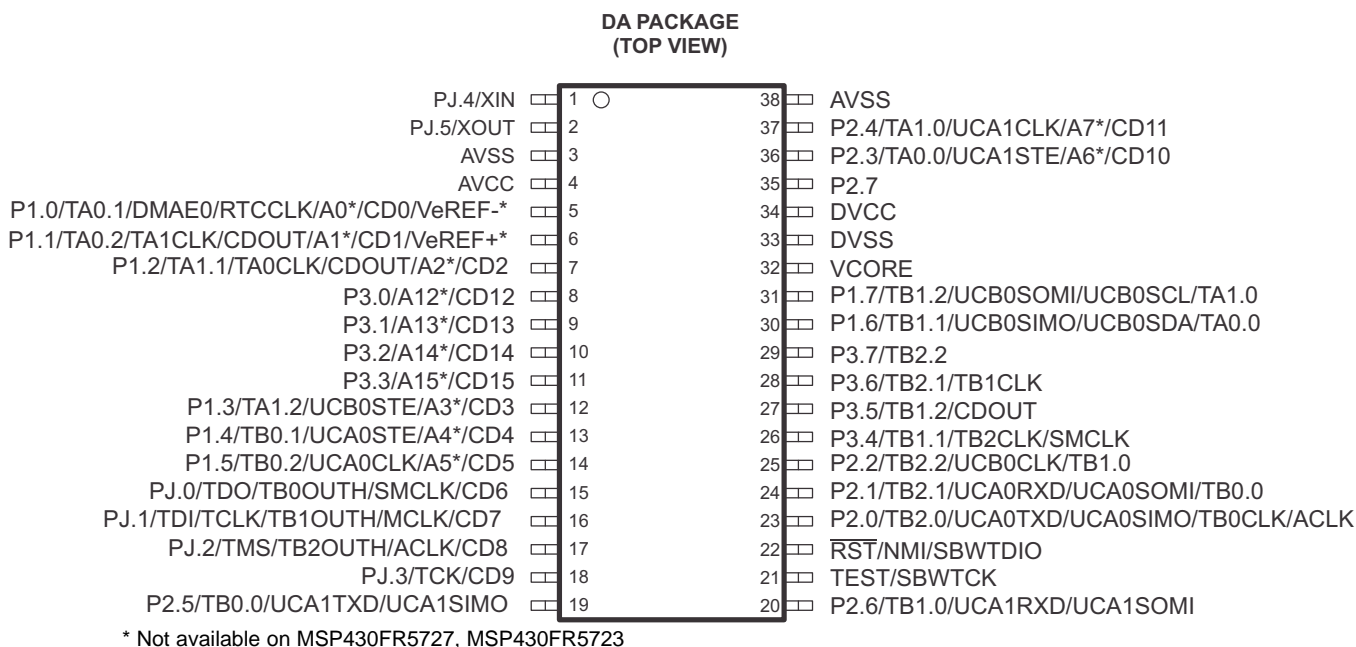 DA PACKAGE
(TOP VIEW)
PJ.4/XIN 1 38 AVSS
PJ.5/XOUT 2 37 P2.4/TA1.0/UCA1CLK/A7*/CD11
AVSS 3 36 P2.3/TA0.0/UCA1STE/A6*/CD10
AVCC 4 35 P2.7
P1.0/TA0.1/DMAE0/RTCCLK/A0*/CD0/VeREF-* 5 34 DVCC
P1.1/TA0.2/TA1CLK/CDOUT/A1*/CD1/VeREF+* 6 33 DVSS
P1.2/TA1.1/TA0CLK/CDOUT/A2*/CD2 7 32 VCORE
P3.0/A12*/CD12 8 31 P1.7/TB1.2/UCB0SOMI/UCB0SCL/TA1.0
P3.1/A13*/CD13 9 30 P1.6/TB1.1/UCB0SIMO/UCB0SDA/TA0.0
P3.2/A14*/CD14 10 29 P3.7/TB2.2
P3.3/A15*/CD15 11 28 P3.6/TB2.1/TB1CLK
P1.3/TA1.2/UCB0STE/A3*/CD3 12 27 P3.5/TB1.2/CDOUT
P1.4/TB0.1/UCA0STE/A4*/CD4 13 26 P3.4/TB1.1/TB2CLK/SMCLK
P1.5/TB0.2/UCA0CLK/A5*/CD5 14 25 P2.2/TB2.2/UCB0CLK/TB1.0
PJ.0/TDO/TB0OUTH/SMCLK/CD6 15 24 P2.1/TB2.1/UCA0RXD/UCA0SOMI/TB0.0
PJ.1/TDI/TCLK/TB1OUTH/MCLK/CD7 16 23 P2.0/TB2.0/UCA0TXD/UCA0SIMO/TB0CLK/ACLK
PJ.2/TMS/TB2OUTH/ACLK/CD8 17 22 RST/NMI/SBWTDIO
PJ.3/TCK/CD9 18 21 TEST/SBWTCK
P2.5/TB0.0/UCA1TXD/UCA1SIMO 19 20 P2.6/TB1.0/UCA1RXD/UCA1SOMI
* Not available on MSP430FR5727, MSP430FR5723